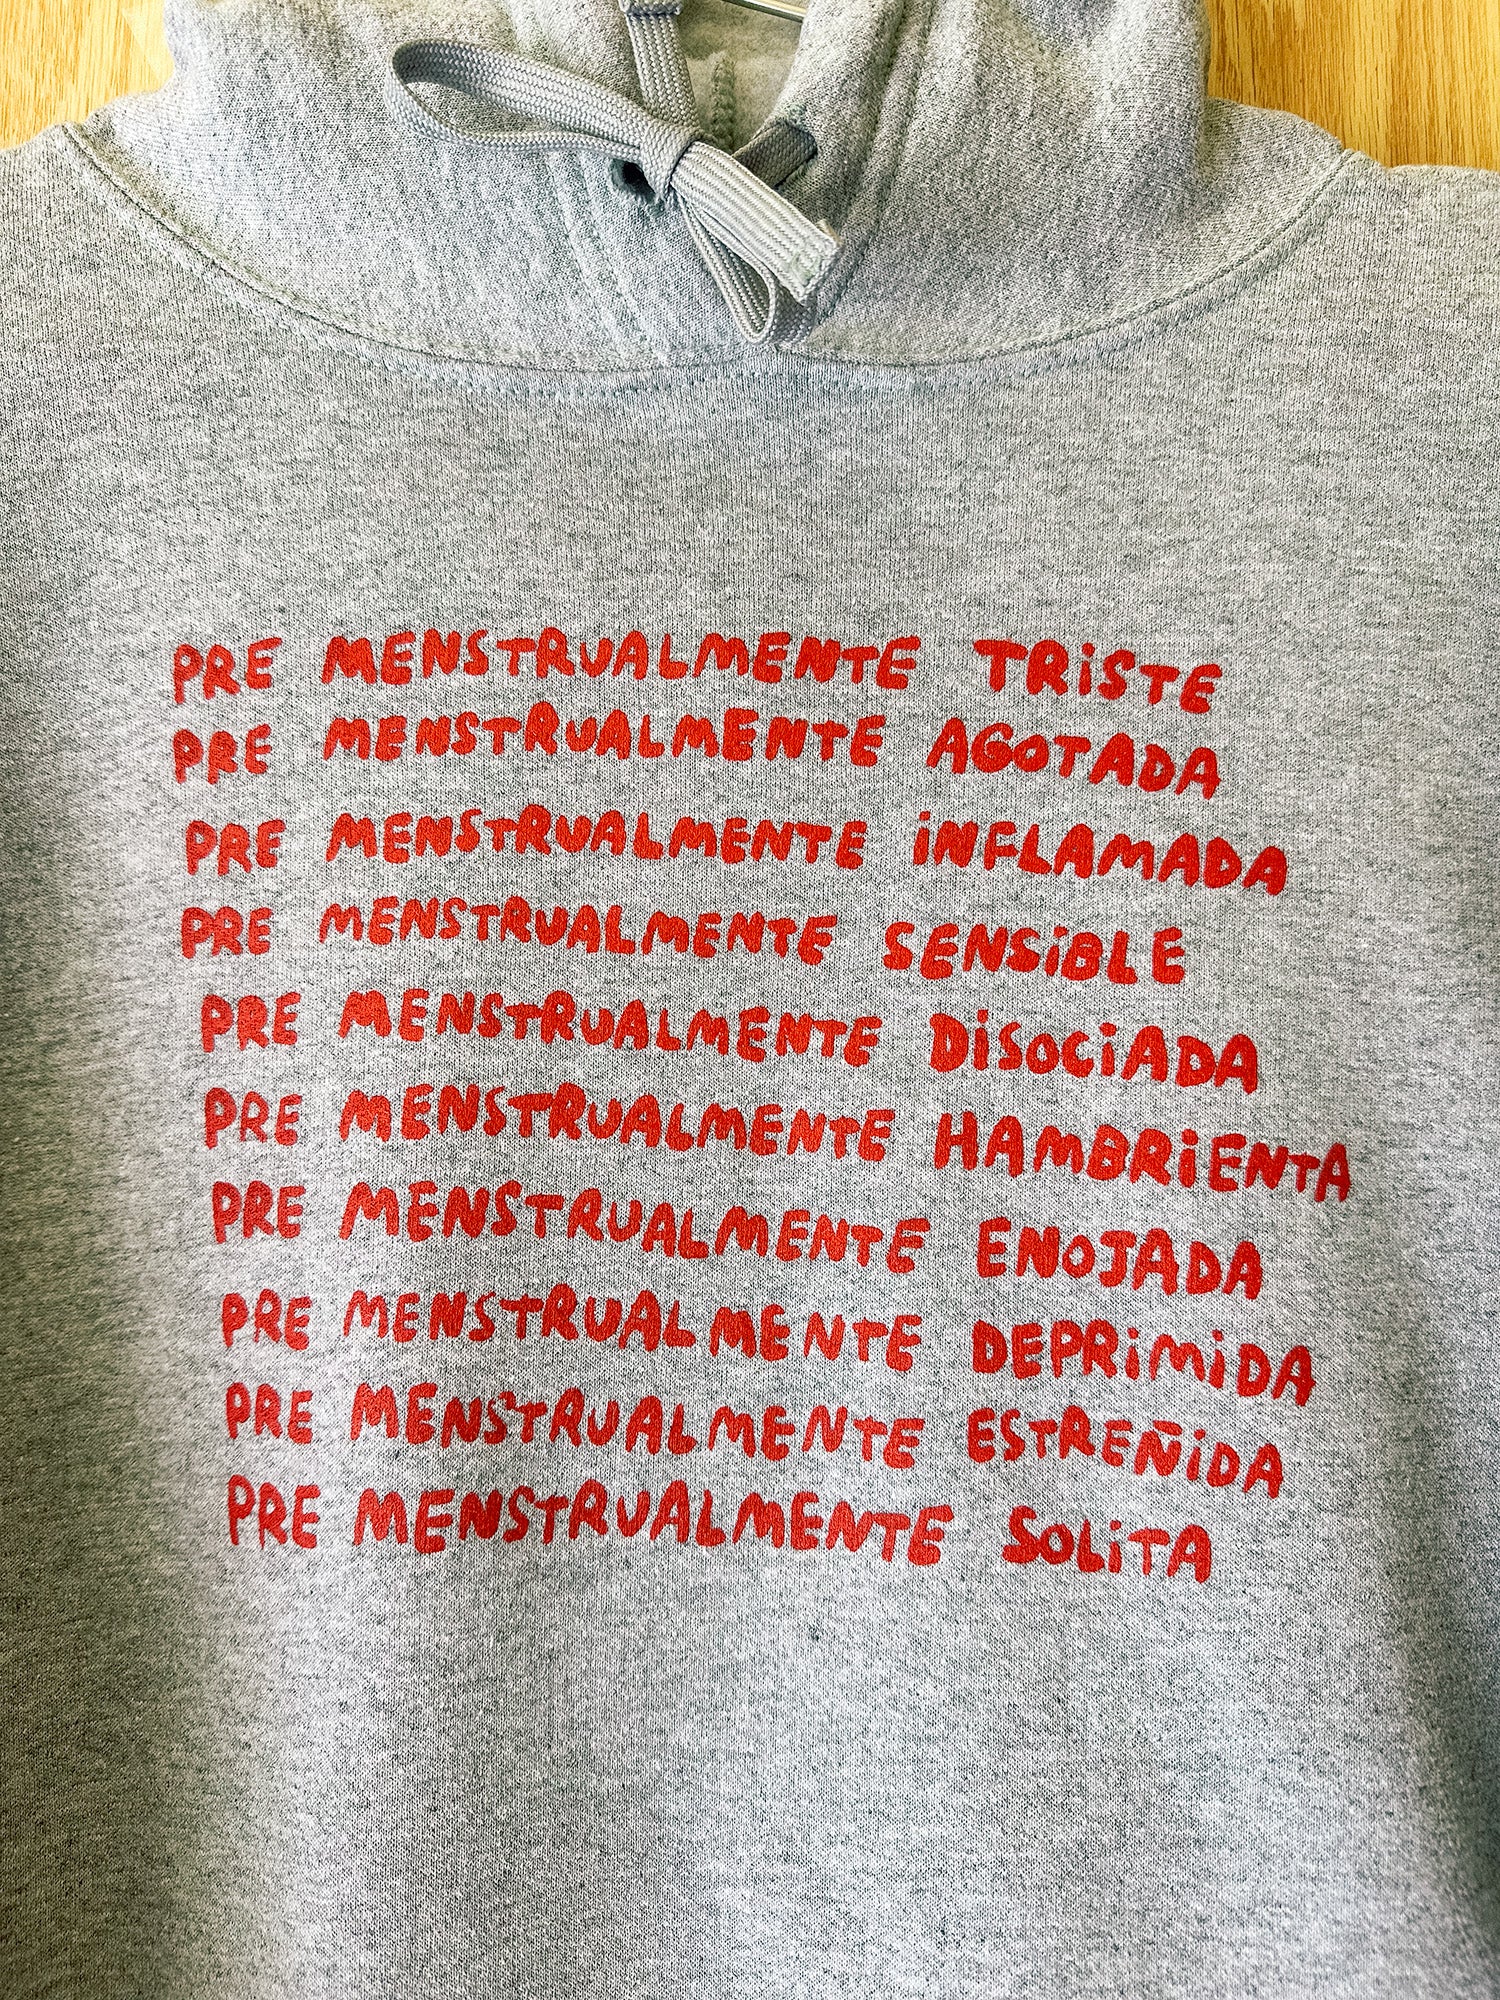 PRE MENSTRUALMENTE TRiSTE
PRE MENSTRUALMENTE AGOTADA
PRE MENSTRUALMENTE iNFLAMADA
PRE MENSTRUALMENTE SENSiBLE
PRE MENSTRUALMENTE DiSOCiADA
PRE MENSTRUALMENTE HAMBRiENTA
PRE MENSTRUALMENTE ENOJADA
PRE MENSTRUALMENTE DEPRiMiDA
PRE MENSTRUALMENTE ESTREÑiDA
PRE MENSTRUALMENTE SOLiTA